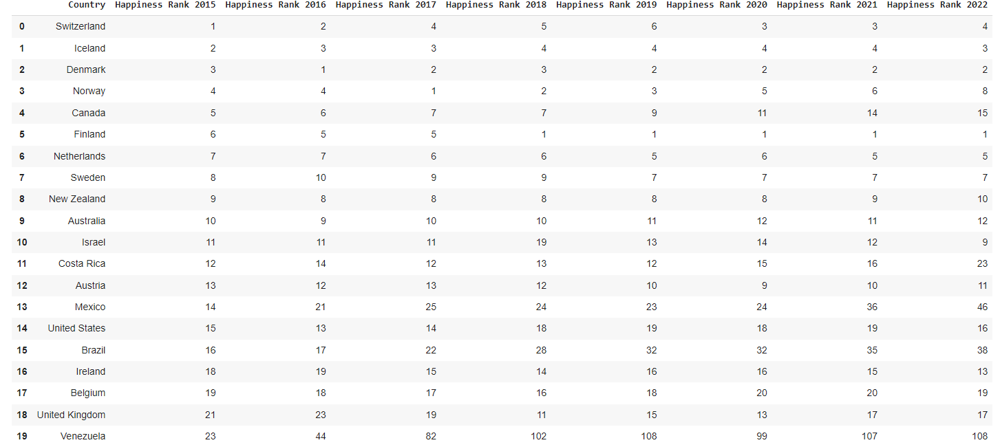 Country Happiness Rank 2015 Happiness Rank 2016 Happiness Rank 2017 Happiness Rank 2018 Happiness Rank 2019 Happiness Rank 2020 Happiness Rank 2021 Happiness Rank 2022
0 Switzerland 1 2 4 5 6 3 3 4
1 Iceland 2 3 3 4 4 4 4 3
2 Denmark 3 1 2 3 2 2 2 2
3 Norway 4 4 1 2 3 5 6 8
4 Canada 5 6 7 7 9 11 14 15
5 Finland 6 5 5 1 1 1 1 1
6 Netherlands 7 7 6 6 5 6 5 5
7 Sweden 8 10 9 9 7 7 7 7
8 New Zealand 9 8 8 8 8 8 9 10
9 Australia 10 9 10 10 11 12 11 12
10 Israel 11 11 11 19 13 14 12 9
11 Costa Rica 12 14 12 13 12 15 16 23
12 Austria 13 12 13 12 10 9 10 11
13 Mexico 14 21 25 24 23 24 36 46
14 United States 15 13 14 18 19 18 19 16
15 Brazil 16 17 22 28 32 32 35 38
16 Ireland 18 19 15 14 16 16 15 13
17 Belgium 19 18 17 16 18 20 20 19
18 United Kingdom 21 23 19 11 15 13 17 17
19 Venezuela 23 44 82 102 108 99 107 108